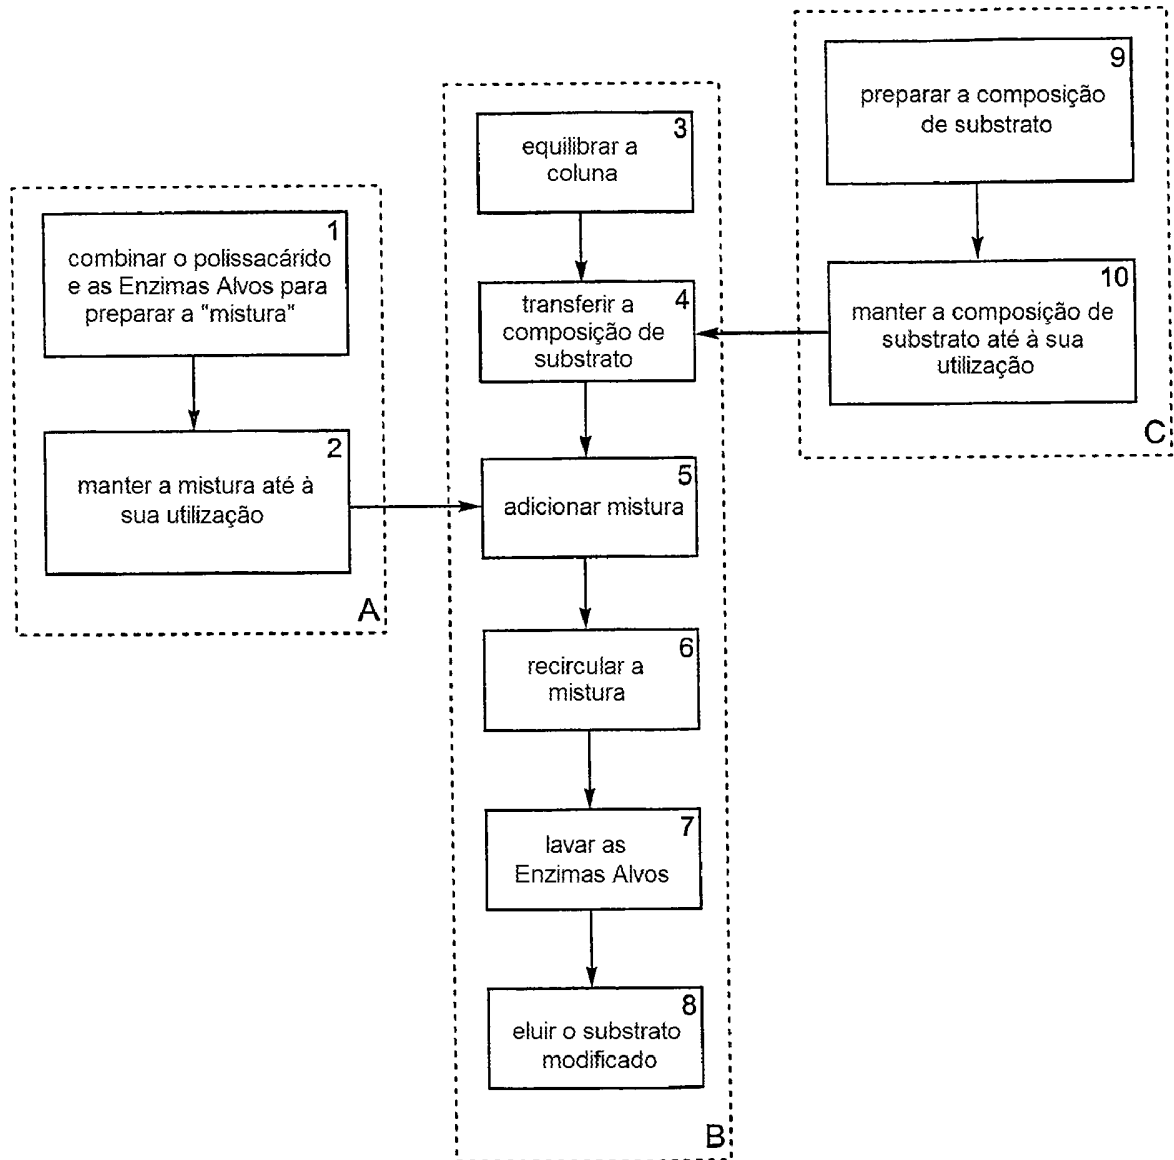 1
combinar o polissacárido
e as Enzimas Alvos para
preparar a "mistura"
2
manter a mistura até à
sua utilização
A
3
equilibrar a
coluna
4
transferir a
composição de
substrato
5
adicionar mistura
6
recircular a
mistura
7
lavar as
Enzimas Alvos
8
eluir o substrato
modificado
B
9
preparar a composição
de substrato
10
manter a composição de
substrato até à sua
utilização
C